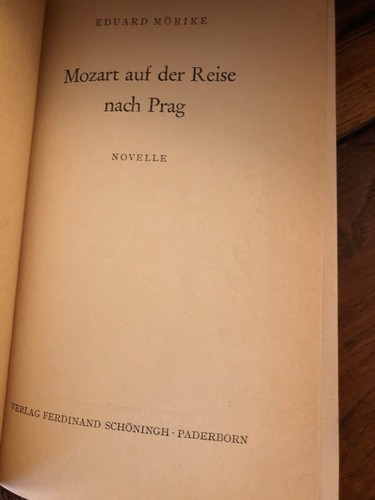 EDUARD MÖRIKE
Mozart auf der Reise
nach Prag
NOVELLE
VERLAG FERDINAND SCHÖNINGH · PADERBORN